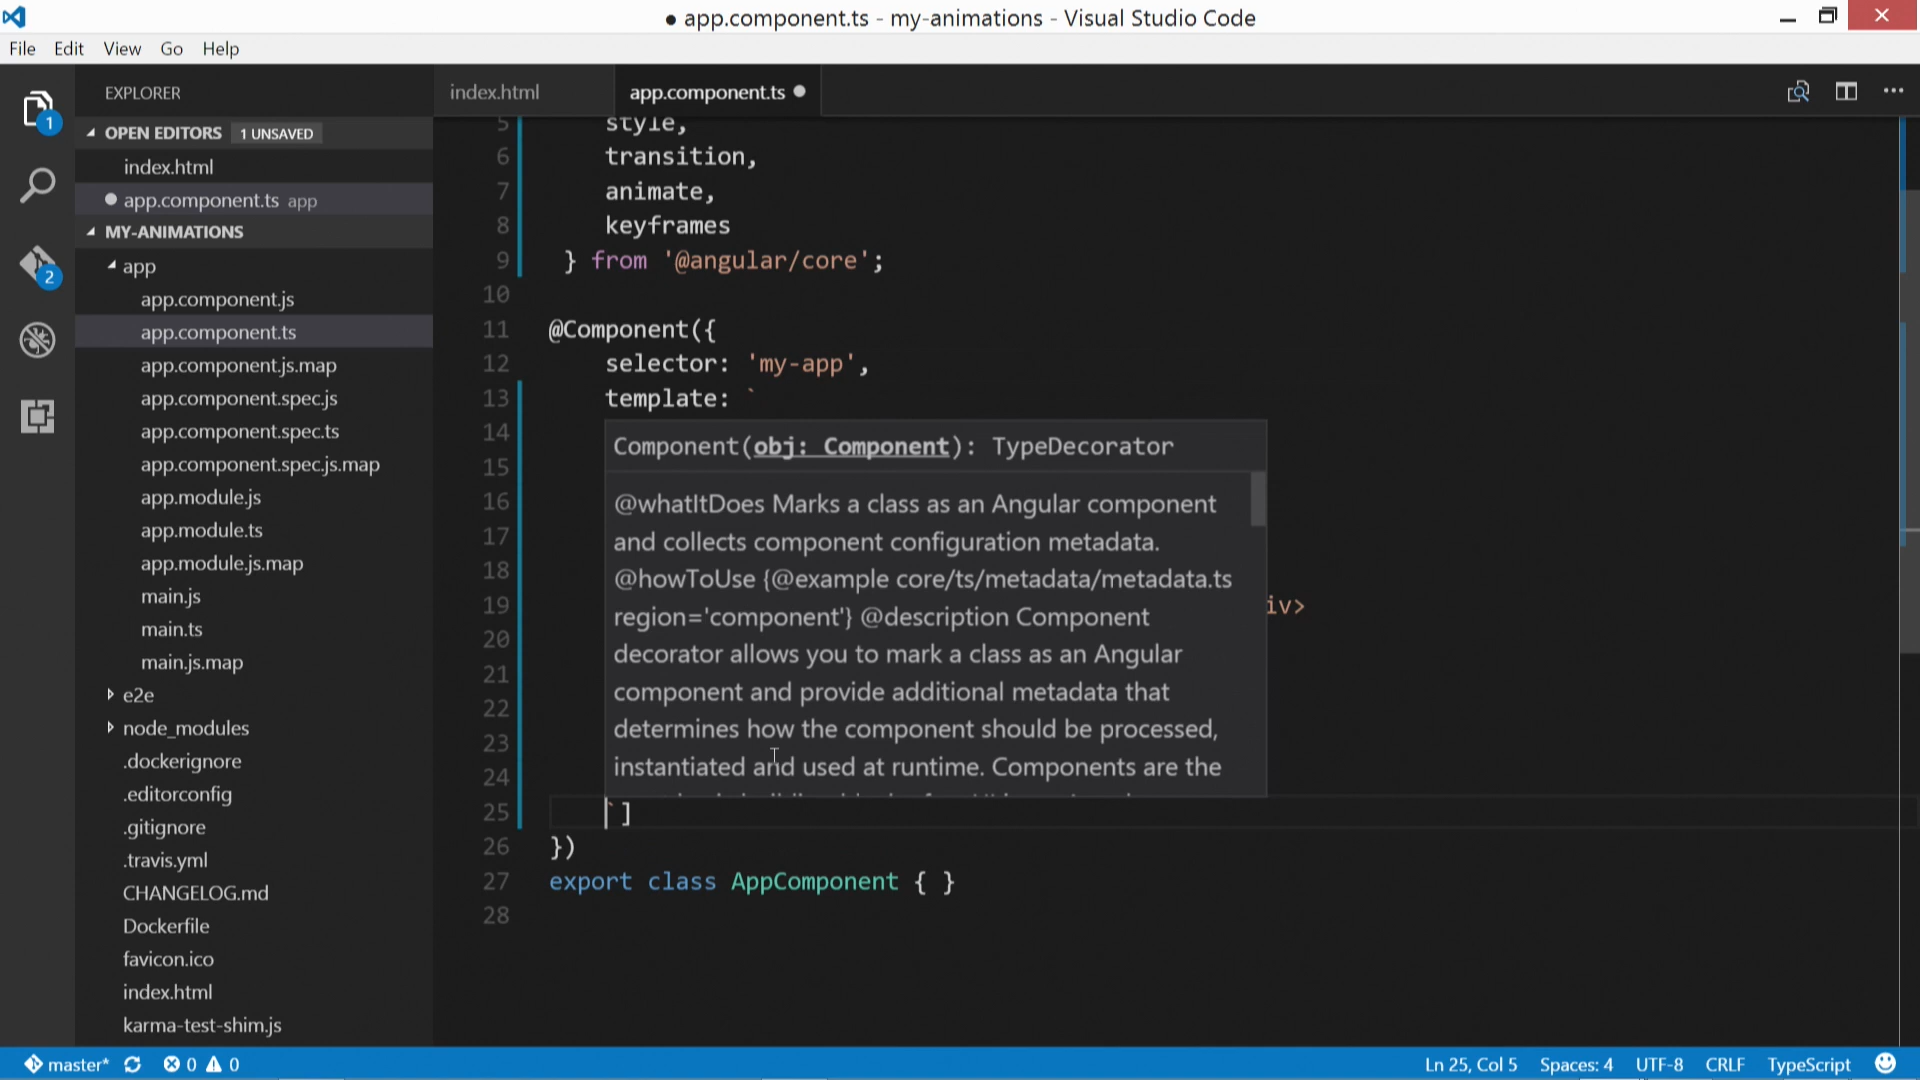 ● app.component.ts - my-animations - Visual Studio Code
File Edit View Go Help
EXPLORER
index.html
app.component.ts
1
OPEN EDITORS 1 UNSAVED
index.html
app.component.ts app
MY-ANIMATIONS
2
app
app.component.js
app.component.ts
app.component.js.map
app.component.spec.js
app.component.spec.ts
app.component.spec.js.map
app.module.js
app.module.ts
app.module.js.map
main.js
main.ts
main.js.map
e2e
node_modules
.dockerignore
.editorconfig
.gitignore
.travis.yml
CHANGELOG.md
Dockerfile
favicon.ico
index.html
karma-test-shim.js
5 style,
6 transition,
7 animate,
8 keyframes
9 } from '@angular/core';
10
11 @Component({
12 selector: 'my-app',
13 template: `
14
15
16
17
18
19 iv>
20
21
22
23
24
25 `]
26 })
27 export class AppComponent { }
28
Component(obj: Component): TypeDecorator
@whatItDoes Marks a class as an Angular component
and collects component configuration metadata.
@howToUse {@example core/ts/metadata/metadata.ts
region='component'} @description Component
decorator allows you to mark a class as an Angular
component and provide additional metadata that
determines how the component should be processed,
instantiated and used at runtime. Components are the
master* 0 0
Ln 25, Col 5 Spaces: 4 UTF-8 CRLF TypeScript